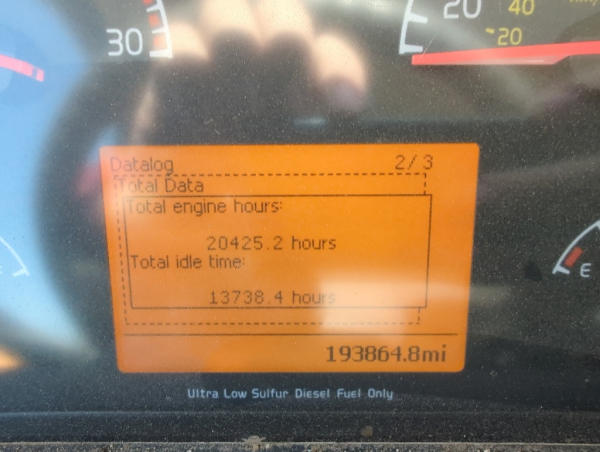 30
20
40
20
Datalog 2/3
Total Data
Total engine hours:
20425.2 hours
Total idle time:
13738.4 hours
193864.8mi
E
Ultra Low Sulfur Diesel Fuel Only